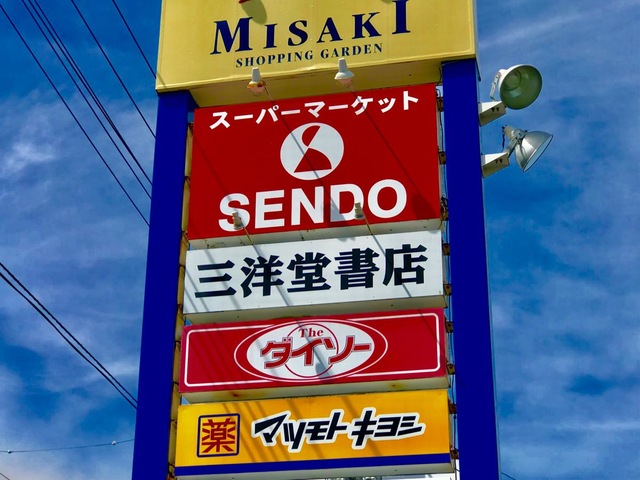 MISAKI
SHOPPING GARDEN
スーパーマーケット
SENDO
三洋堂書店
The
ダイソー
薬 マツモトキヨシ